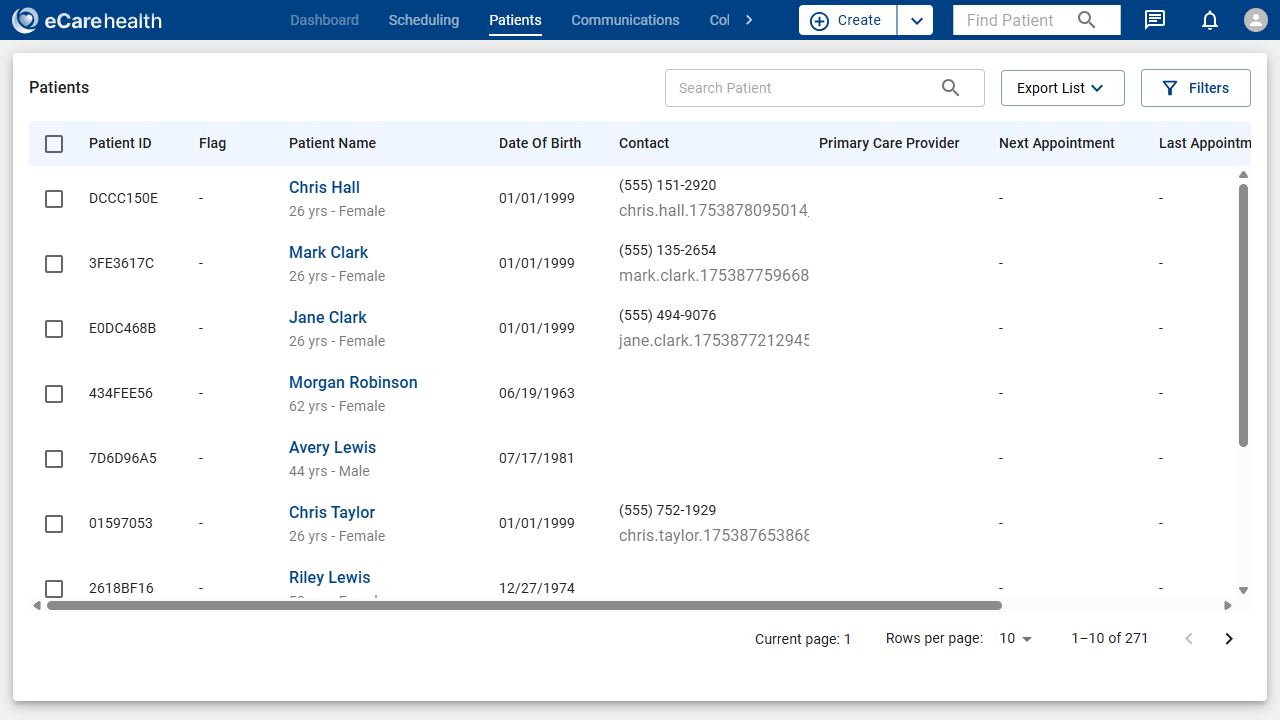 eCarehealth Dashboard Scheduling Patients Communications Col Create Find Patient
Patients Search Patient Export List Filters
Patient ID Flag Patient Name Date Of Birth Contact Primary Care Provider Next Appointment Last Appointm
DCCC150E - Chris Hall 01/01/1999 (555) 151-2920 - -
26 yrs - Female chris.hall.1753878095014
3FE3617C - Mark Clark 01/01/1999 (555) 135-2654 - -
26 yrs - Female mark.clark.175387759668
E0DC468B - Jane Clark 01/01/1999 (555) 494-9076 - -
26 yrs - Female jane.clark.1753877212945
434FEE56 - Morgan Robinson 06/19/1963 - -
62 yrs - Female
7D6D96A5 - Avery Lewis 07/17/1981 - -
44 yrs - Male
01597053 - Chris Taylor 01/01/1999 (555) 752-1929 - -
26 yrs - Female chris.taylor.175387653868
2618BF16 - Riley Lewis 12/27/1974 - -
Current page: 1 Rows per page: 10 1–10 of 271